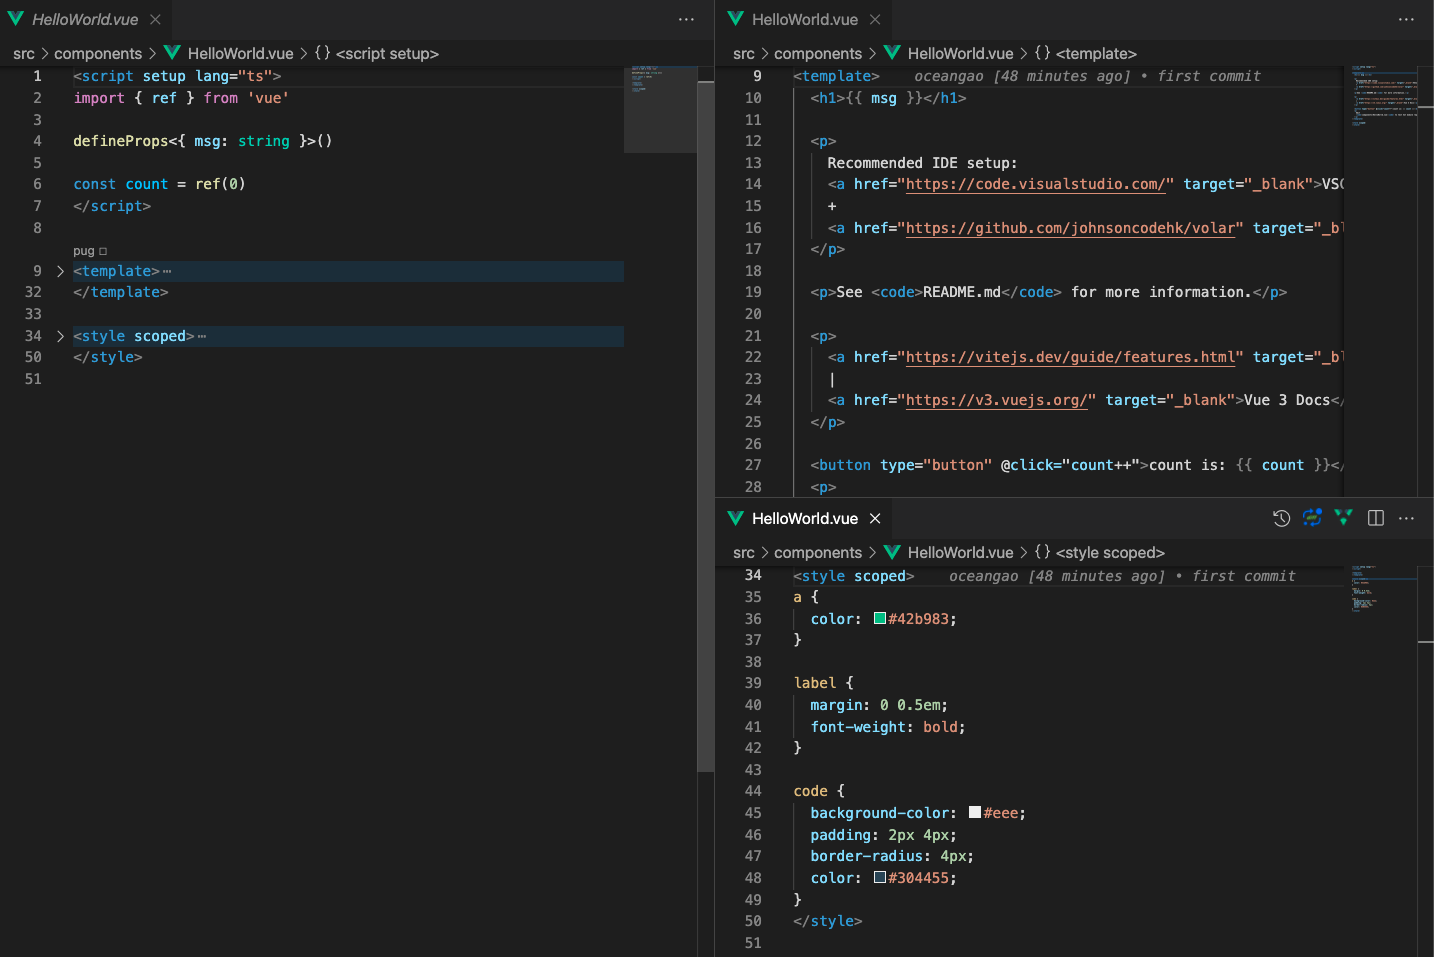 HelloWorld.vue
src > components > HelloWorld.vue > {} <script setup>
1 <script setup lang="ts">
2 import { ref } from 'vue'
3
4 defineProps<{ msg: string }>()
5
6 const count = ref(0)
7 </script>
8
pug
9 <template>⋯
32 </template>
33
34 <style scoped>⋯
50 </style>
51
HelloWorld.vue
src > components > HelloWorld.vue > {} <template>
9 <template> oceangao [48 minutes ago] • first commit
10 <h1>{{ msg }}</h1>
11
12 <p>
13 Recommended IDE setup:
14 <a href="https://code.visualstudio.com/" target="_blank">VSC
15 +
16 <a href="https://github.com/johnsoncodehk/volar" target="_bl
17 </p>
18
19 <p>See <code>README.md</code> for more information.</p>
20
21 <p>
22 <a href="https://vitejs.dev/guide/features.html" target="_bl
23 |
24 <a href="https://v3.vuejs.org/" target="_blank">Vue 3 Docs</
25 </p>
26
27 <button type="button" @click="count++">count is: {{ count }}</
28 <p>
HelloWorld.vue
src > components > HelloWorld.vue > {} <style scoped>
34 <style scoped> oceangao [48 minutes ago] • first commit
35 a {
36 color: #42b983;
37 }
38
39 label {
40 margin: 0 0.5em;
41 font-weight: bold;
42 }
43
44 code {
45 background-color: #eee;
46 padding: 2px 4px;
47 border-radius: 4px;
48 color: #304455;
49 }
50 </style>
51